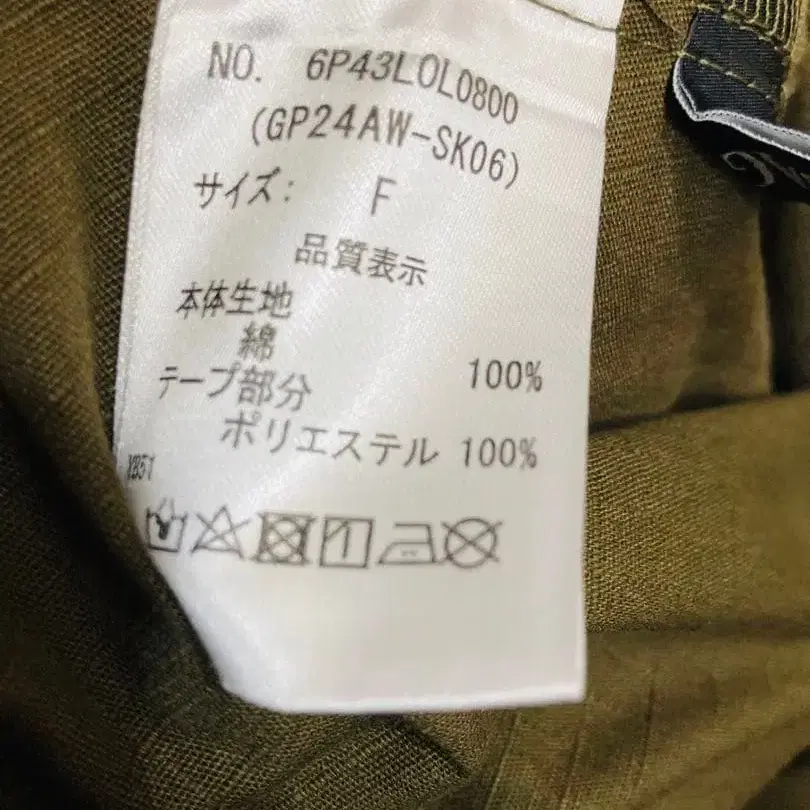 NO. 6P43LOL0800
(GP24AW-SK06)
サイズ: F
品質表示
本体生地
綿 100%
テープ部分
ポリエステル 100%